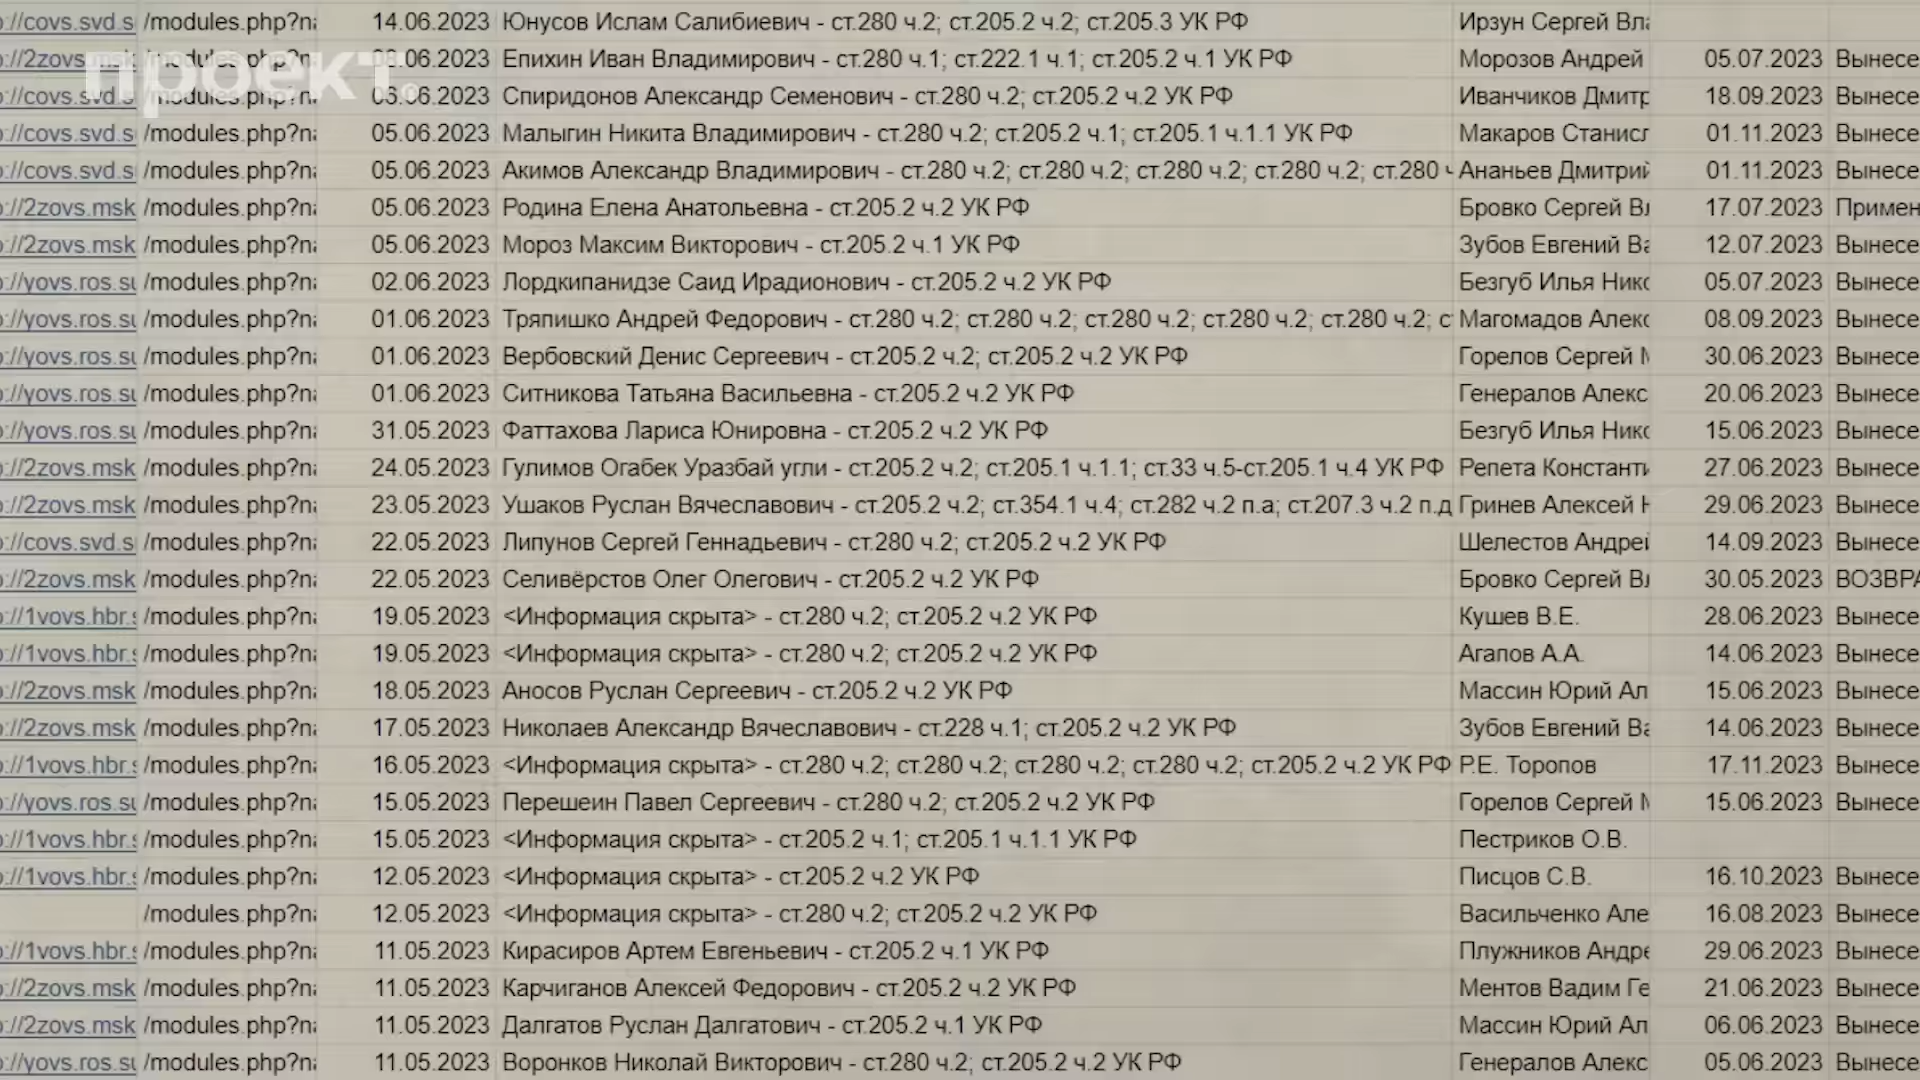 ://covs.svd.s /modules.php?na 14.06.2023 Юнусов Ислам Салибиевич - ст.280 ч.2; ст.205.2 ч.2; ст.205.3 УК РФ Ирзун Сергей Вла
://2zovs.msk /modules.php?na 08.06.2023 Епихин Иван Владимирович - ст.280 ч.1; ст.222.1 ч.1; ст.205.2 ч.1 УК РФ Морозов Андрей 05.07.2023 Вынесе
проект.
://covs.svd.s /modules.php?na 06.06.2023 Спиридонов Александр Семенович - ст.280 ч.2; ст.205.2 ч.2 УК РФ Иванчиков Дмитр 18.09.2023 Вынесе
://covs.svd.s /modules.php?na 05.06.2023 Малыгин Никита Владимирович - ст.280 ч.2; ст.205.2 ч.1; ст.205.1 ч.1.1 УК РФ Макаров Станисл 01.11.2023 Вынесе
://covs.svd.s /modules.php?na 05.06.2023 Акимов Александр Владимирович - ст.280 ч.2; ст.280 ч.2; ст.280 ч.2; ст.280 ч.2; ст.280 ч Ананьев Дмитрий 01.11.2023 Вынесе
://2zovs.msk /modules.php?na 05.06.2023 Родина Елена Анатольевна - ст.205.2 ч.2 УК РФ Бровко Сергей Вл 17.07.2023 Примен
://2zovs.msk /modules.php?na 05.06.2023 Мороз Максим Викторович - ст.205.2 ч.1 УК РФ Зубов Евгений Ва 12.07.2023 Вынесе
://yovs.ros.su /modules.php?na 02.06.2023 Лордкипанидзе Саид Ирадионович - ст.205.2 ч.2 УК РФ Безгуб Илья Нико 05.07.2023 Вынесе
://yovs.ros.su /modules.php?na 01.06.2023 Тряпишко Андрей Федорович - ст.280 ч.2; ст.280 ч.2; ст.280 ч.2; ст.280 ч.2; ст.280 ч.2; с Магомадов Алекс 08.09.2023 Вынесе
://yovs.ros.su /modules.php?na 01.06.2023 Вербовский Денис Сергеевич - ст.205.2 ч.2; ст.205.2 ч.2 УК РФ Горелов Сергей М 30.06.2023 Вынесе
://yovs.ros.su /modules.php?na 01.06.2023 Ситникова Татьяна Васильевна - ст.205.2 ч.2 УК РФ Генералов Алекс 20.06.2023 Вынесе
://yovs.ros.su /modules.php?na 31.05.2023 Фаттахова Лариса Юнировна - ст.205.2 ч.2 УК РФ Безгуб Илья Нико 15.06.2023 Вынесе
://2zovs.msk /modules.php?na 24.05.2023 Гулимов Огабек Уразбай угли - ст.205.2 ч.2; ст.205.1 ч.1.1; ст.33 ч.5-ст.205.1 ч.4 УК РФ Репета Константи 27.06.2023 Вынесе
://2zovs.msk /modules.php?na 23.05.2023 Ушаков Руслан Вячеславович - ст.205.2 ч.2; ст.354.1 ч.4; ст.282 ч.2 п.а; ст.207.3 ч.2 п.д Гринев Алексей Н 29.06.2023 Вынесе
://covs.svd.s /modules.php?na 22.05.2023 Липунов Сергей Геннадьевич - ст.280 ч.2; ст.205.2 ч.2 УК РФ Шелестов Андрей 14.09.2023 Вынесе
://2zovs.msk /modules.php?na 22.05.2023 Селивёрстов Олег Олегович - ст.205.2 ч.2 УК РФ Бровко Сергей Вл 30.05.2023 ВОЗВРА
://1vovs.hbr.s /modules.php?na 19.05.2023 <Информация скрыта> - ст.280 ч.2; ст.205.2 ч.2 УК РФ Кушев В.Е. 28.06.2023 Вынесе
://1vovs.hbr.s /modules.php?na 19.05.2023 <Информация скрыта> - ст.280 ч.2; ст.205.2 ч.2 УК РФ Агапов А.А. 14.06.2023 Вынесе
://2zovs.msk /modules.php?na 18.05.2023 Аносов Руслан Сергеевич - ст.205.2 ч.2 УК РФ Массин Юрий Ал 15.06.2023 Вынесе
://2zovs.msk /modules.php?na 17.05.2023 Николаев Александр Вячеславович - ст.228 ч.1; ст.205.2 ч.2 УК РФ Зубов Евгений Ва 14.06.2023 Вынесе
://1vovs.hbr.s /modules.php?na 16.05.2023 <Информация скрыта> - ст.280 ч.2; ст.280 ч.2; ст.280 ч.2; ст.280 ч.2; ст.205.2 ч.2 УК РФ Р.Е. Торопов 17.11.2023 Вынесе
://yovs.ros.su /modules.php?na 15.05.2023 Перешеин Павел Сергеевич - ст.280 ч.2; ст.205.2 ч.2 УК РФ Горелов Сергей М 15.06.2023 Вынесе
://1vovs.hbr.s /modules.php?na 15.05.2023 <Информация скрыта> - ст.205.2 ч.1; ст.205.1 ч.1.1 УК РФ Пестриков О.В.
://1vovs.hbr.s /modules.php?na 12.05.2023 <Информация скрыта> - ст.205.2 ч.2 УК РФ Писцов С.В. 16.10.2023 Вынесе
/modules.php?na 12.05.2023 <Информация скрыта> - ст.280 ч.2; ст.205.2 ч.2 УК РФ Васильченко Але 16.08.2023 Вынесе
://1vovs.hbr.s /modules.php?na 11.05.2023 Кирасиров Артем Евгеньевич - ст.205.2 ч.1 УК РФ Плужников Андре 29.06.2023 Вынесе
://2zovs.msk /modules.php?na 11.05.2023 Карчиганов Алексей Федорович - ст.205.2 ч.2 УК РФ Ментов Вадим Ге 21.06.2023 Вынесе
://2zovs.msk /modules.php?na 11.05.2023 Далгатов Руслан Далгатович - ст.205.2 ч.1 УК РФ Массин Юрий Ал 06.06.2023 Вынесе
://yovs.ros.su /modules.php?na 11.05.2023 Воронков Николай Викторович - ст.280 ч.2; ст.205.2 ч.2 УК РФ Генералов Алекс 05.06.2023 Вынесе